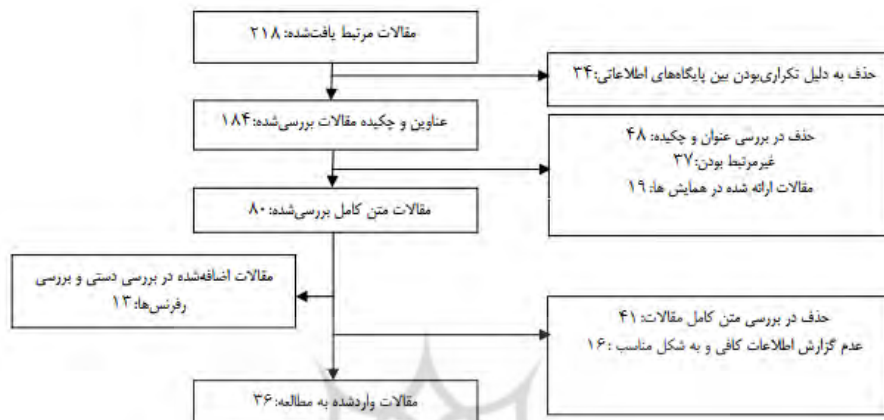 مقالات مرتبط یافت‌شده: ۲۱۸
حذف به دلیل تکراری‌بودن بین پایگاه‌های اطلاعاتی: ۳۴
عناوین و چکیده مقالات بررسی‌شده: ۱۸۴
حذف در بررسی عنوان و چکیده: ۴۸
غیرمرتبط بودن: ۳۷
مقالات ارائه شده در همایش ها: ۱۹
مقالات متن کامل بررسی‌شده: ۸۰
مقالات اضافه‌شده در بررسی دستی و بررسی
رفرنس‌ها: ۱۳
حذف در بررسی متن کامل مقالات: ۴۱
عدم گزارش اطلاعات کافی و به شکل مناسب : ۱۶
مقالات واردشده به مطالعه: ۳۶